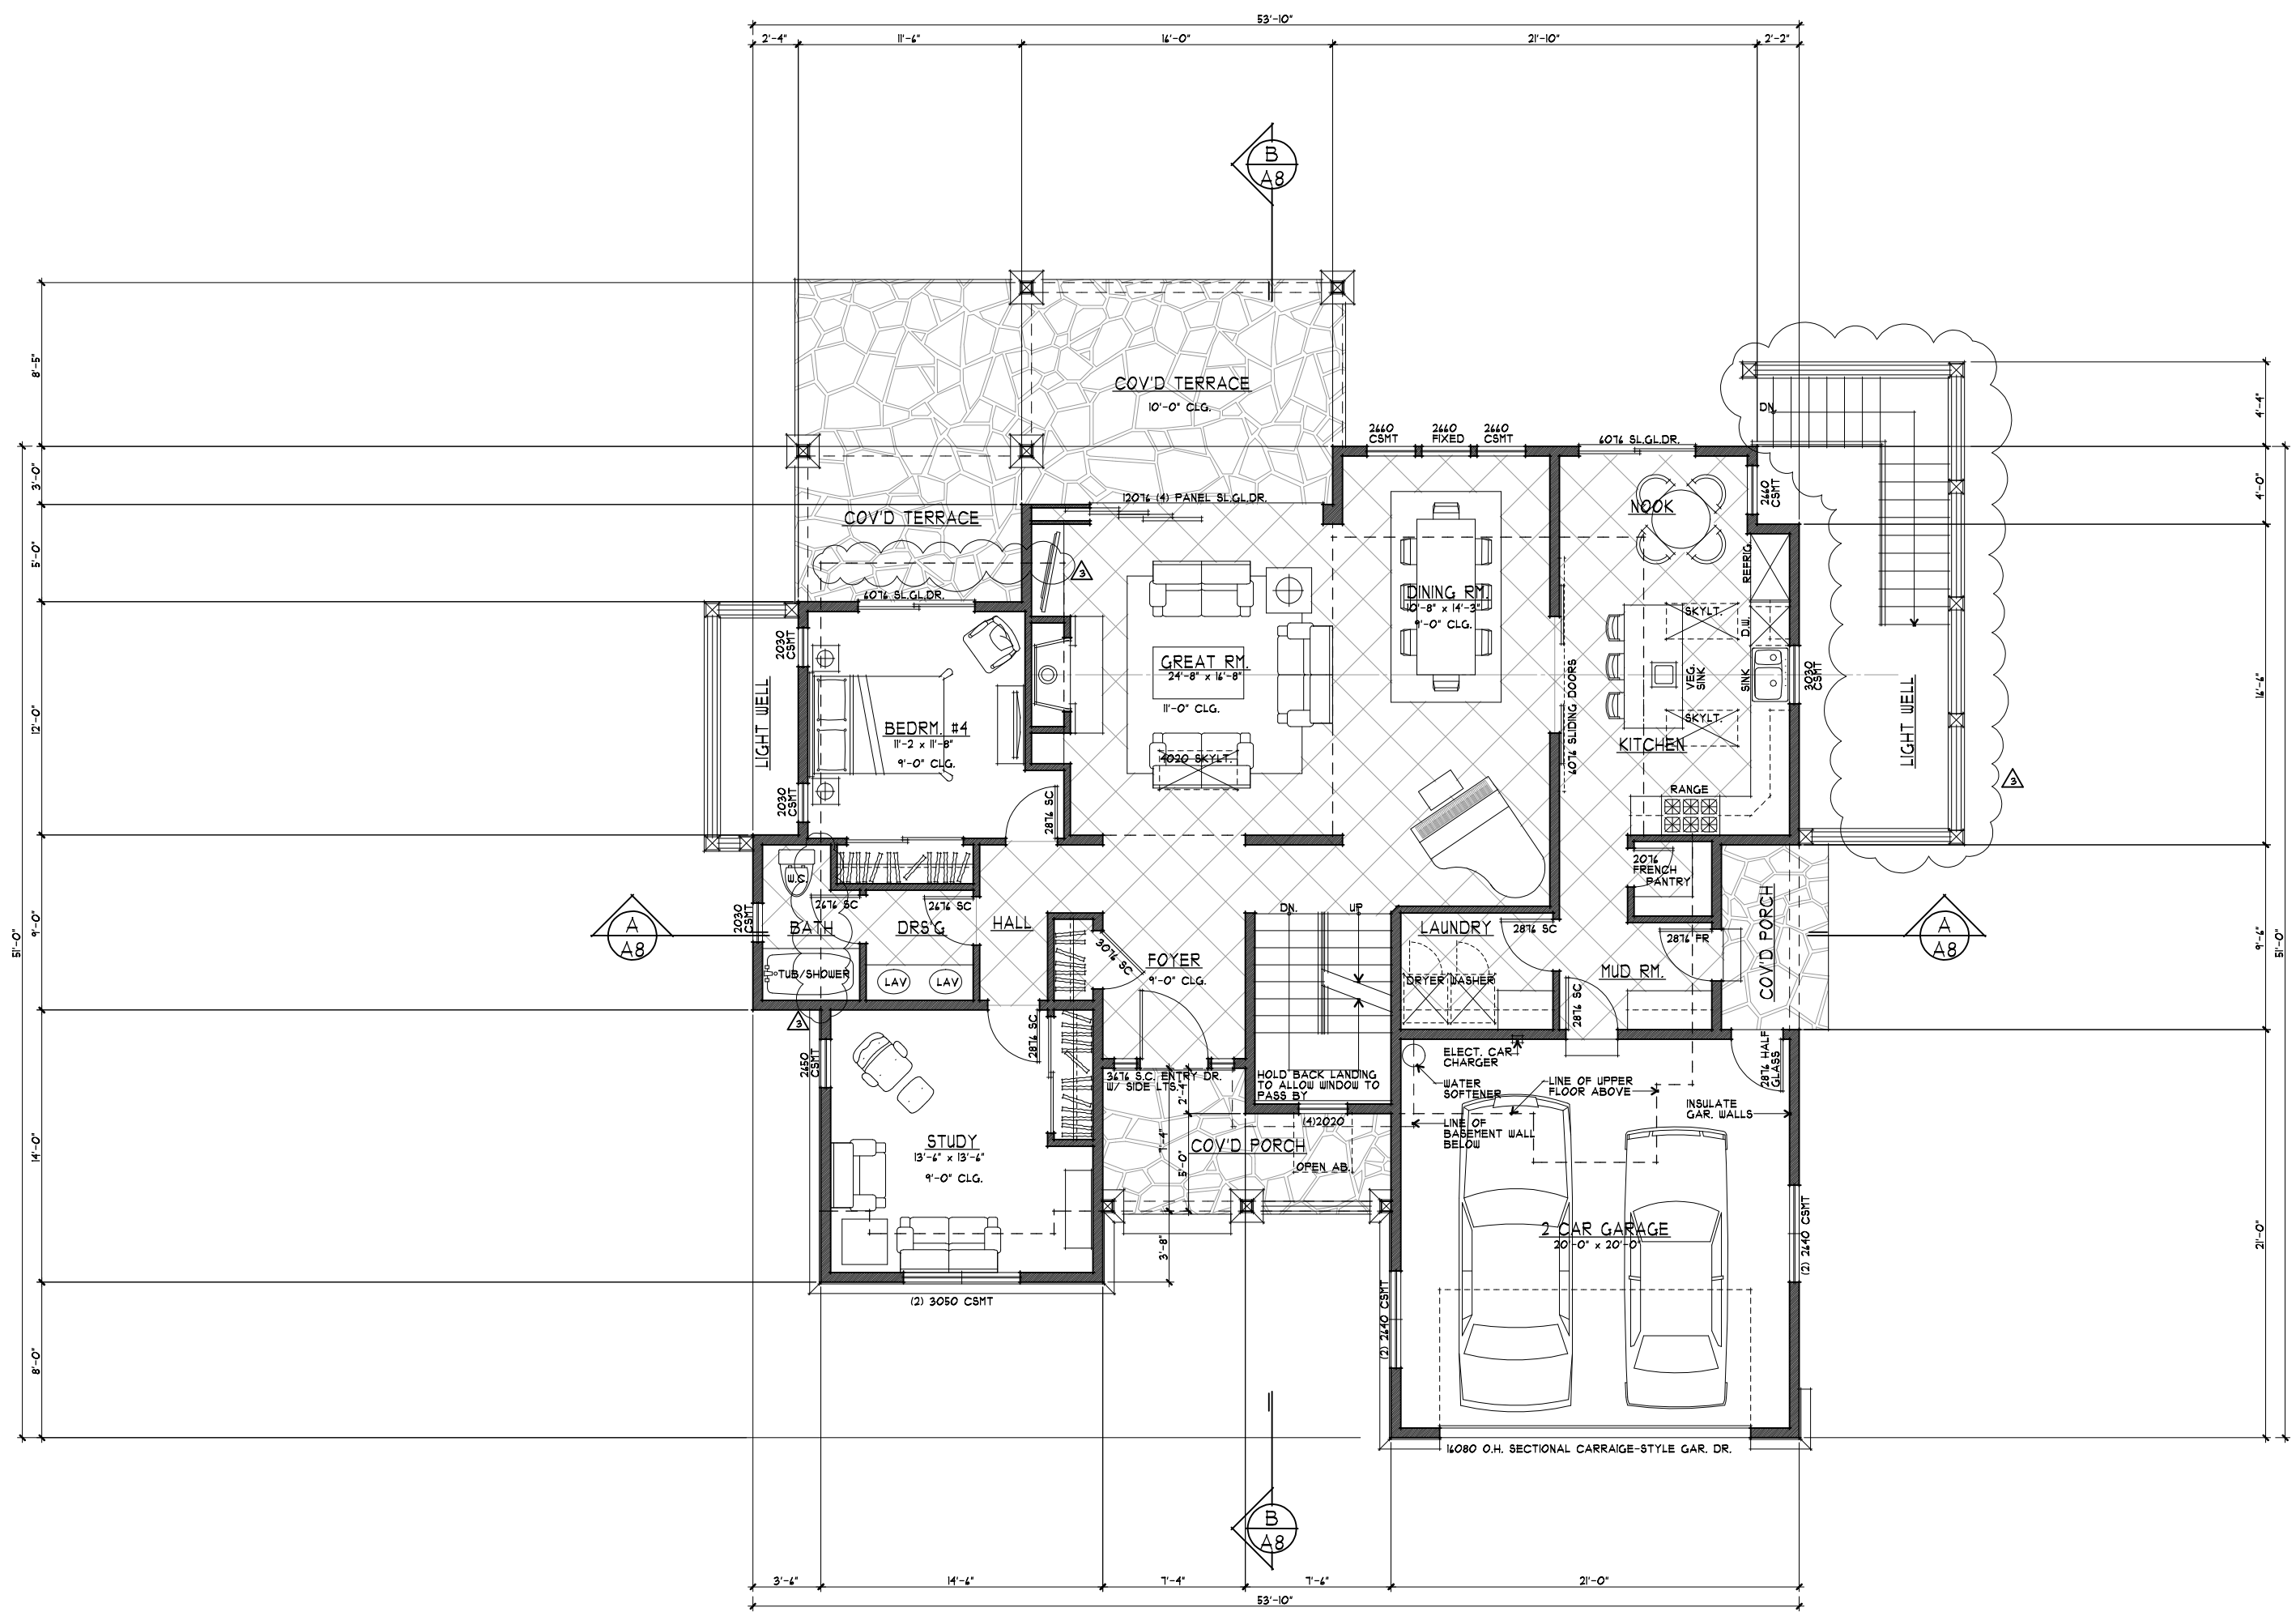 53'-10"
2'-4"
11'-6"
16'-0"
21'-10"
2'-2"
B
A8
8'-5"
3'-0"
5'-0"
12'-0"
9'-0"
14'-0"
8'-0"
51'-0"
4'-4"
4'-0"
16'-6"
9'-6"
21'-0"
51'-0"
COV'D TERRACE
10'-0" CLG.
COV'D TERRACE
12076 (4) PANEL SL.GL.DR.
2660
CSMT
2660
FIXED
2660
CSMT
6076 SL.GL.DR.
DN.
NOOK
2660
CSMT
3
6076 SL.GL.DR.
REFRIG.
DINING RM.
10'-8" x 14'-3"
9'-0" CLG.
SKYLT.
D.W.
2030
CSMT
LIGHT WELL
GREAT RM.
24'-8" x 16'-8"
11'-0" CLG.
4020 SKYLT.
6076 SLIDING DOORS
VEG.
SINK
SINK
3030
CSMT
LIGHT WELL
SKYLT.
KITCHEN
BEDRM. #4
11'-2 x 11'-8"
9'-0" CLG.
2030
CSMT
2876 SC
RANGE
3
W.C.
2676 SC
2676 SC
2030
CSMT
BATH
DRS'G
HALL
TUB/SHOWER
LAV
LAV
3076 SC
FOYER
9'-0" CLG.
DN.
UP
LAUNDRY
2876 SC
DRYER
WASHER
2076
FRENCH
PANTRY
2876 FR
MUD RM.
COV'D PORCH
A
A8
A
A8
3
2650
CSMT
2876 SC
2876 SC
2876 HALF
GLASS
3676 S.C. ENTRY DR.
W/ SIDE LTS.
HOLD BACK LANDING
TO ALLOW WINDOW TO
PASS BY
ELECT. CAR
CHARGER
WATER
SOFTENER
LINE OF UPPER
FLOOR ABOVE
INSULATE
GAR. WALLS
LINE OF
BASEMENT WALL
BELOW
(4)2020
2'-4"
7'-4"
5'-0"
3'-8"
COV'D PORCH
OPEN AB.
STUDY
13'-6" x 13'-6"
9'-0" CLG.
(2) 3050 CSMT
2 CAR GARAGE
20'-0" x 20'-0"
(2) 2640 CSMT
(2) 2640 CSMT
16080 O.H. SECTIONAL CARRAIGE-STYLE GAR. DR.
B
A8
3'-6"
14'-6"
7'-4"
7'-6"
21'-0"
53'-10"